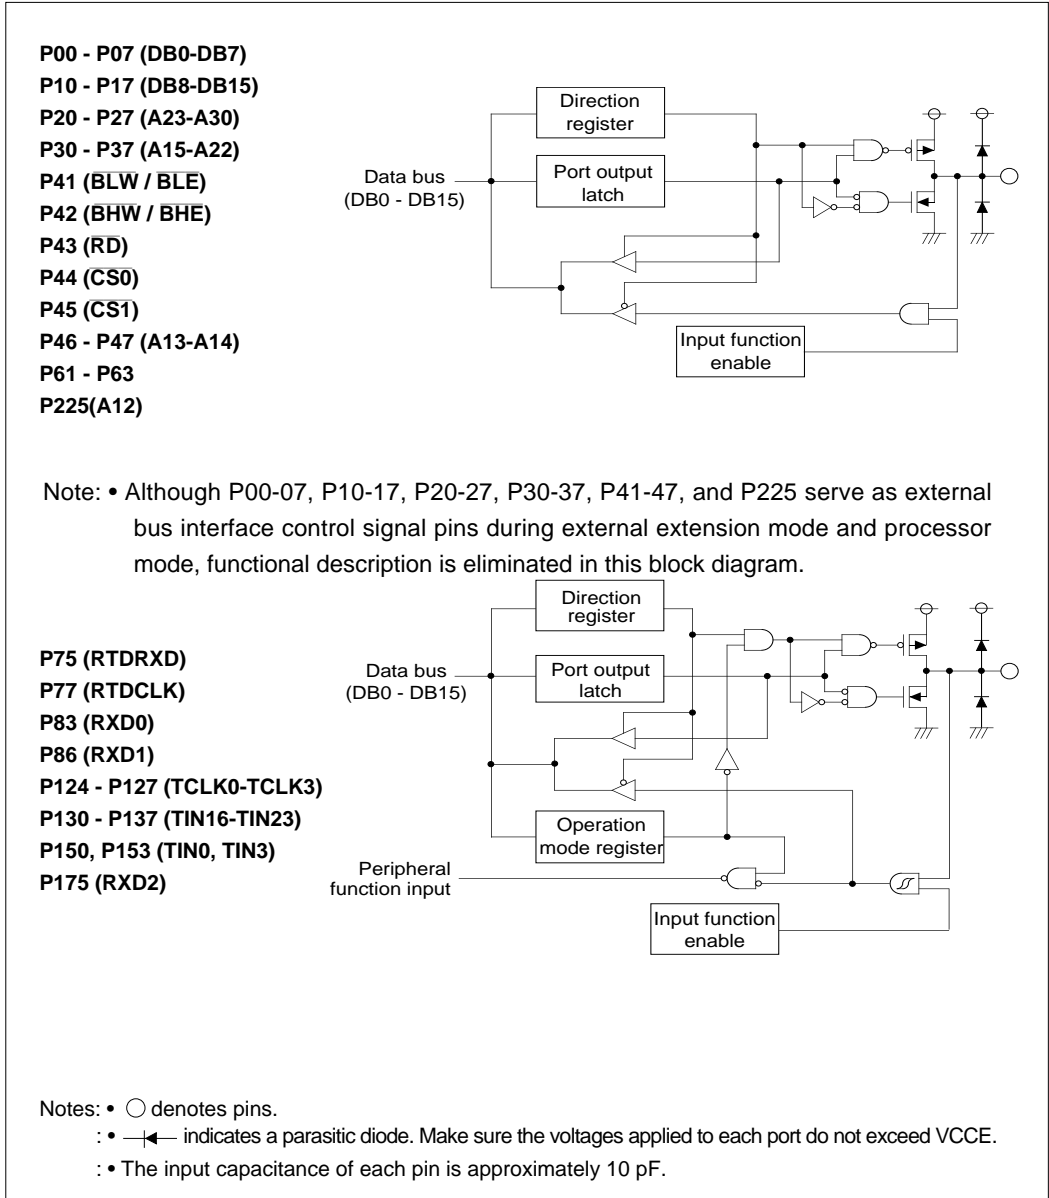 P00 - P07 (DB0-DB7)
P10 - P17 (DB8-DB15)
P20 - P27 (A23-A30)
P30 - P37 (A15-A22)
P41 (BLW / BLE)
P42 (BHW / BHE)
P43 (RD)
P44 (CS0)
P45 (CS1)
P46 - P47 (A13-A14)
P61 - P63
P225(A12)
Direction
register
Data bus
(DB0 - DB15)
Port output
latch
Input function
enable
Note: • Although P00-07, P10-17, P20-27, P30-37, P41-47, and P225 serve as external
bus interface control signal pins during external extension mode and processor
mode, functional description is eliminated in this block diagram.
P75 (RTDRXD)
P77 (RTDCLK)
P83 (RXD0)
P86 (RXD1)
P124 - P127 (TCLK0-TCLK3)
P130 - P137 (TIN16-TIN23)
P150, P153 (TIN0, TIN3)
P175 (RXD2)
Direction
register
Data bus
(DB0 - DB15)
Port output
latch
Operation
mode register
Peripheral
function input
Input function
enable
Notes: • denotes pins.
: • indicates a parasitic diode. Make sure the voltages applied to each port do not exceed VCCE.
: • The input capacitance of each pin is approximately 10 pF.